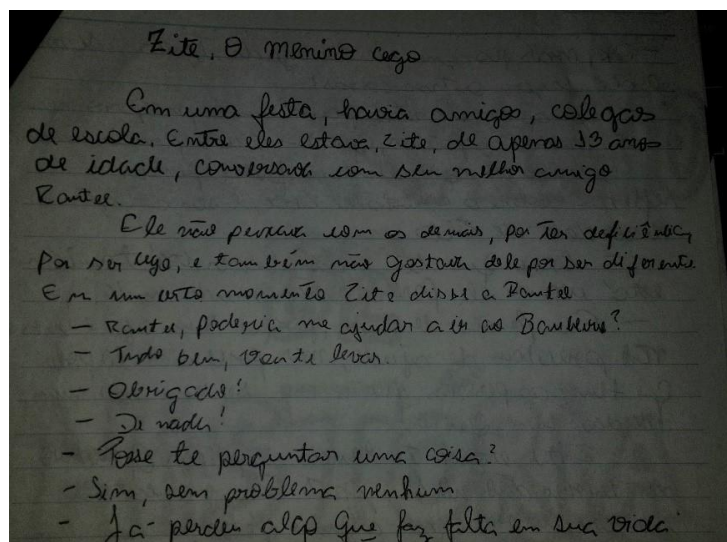 Zite, O menino cego
Em uma festa, havia amigos, colegas
de escola. Entre eles estava, Zite, de apenas 13 anos
de idade, conversava com seu melhor amigo
Rantee.
Ele não com os demais, por ter deficiência,
por ser cego, e também não gostava dele por ser diferente
Em um certo momento Zite disse a Rantee
- Rantee, poderia me ajudar a ir ao Banheiro?
- Tudo bem, vou te levar
- Obrigado!
- De nada!
- Posse te perguntar uma coisa?
- Sim, sem problema nenhum
- Já perdeu algo que faz falta em sua vida